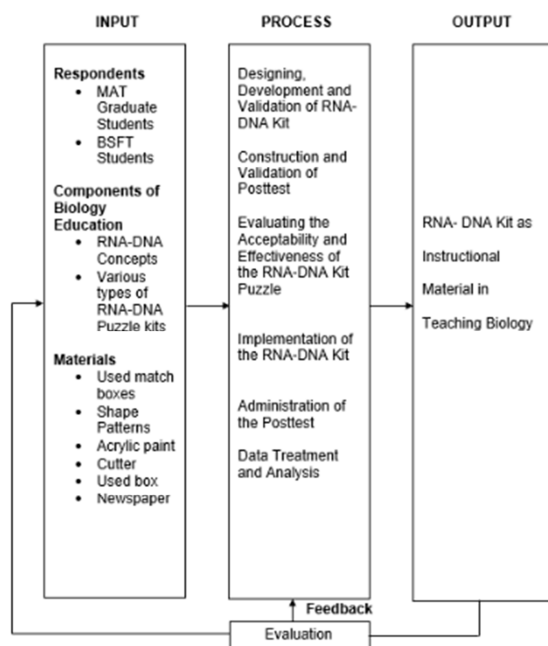 INPUT
Respondents
• MAT
Graduate
Students
• BSFT
Students
Components of
Biology
Education
• RNA-DNA
Concepts
• Various
types of
RNA-DNA
Puzzle kits
Materials
• Used match
boxes
• Shape
Patterns
• Acrylic paint
• Cutter
• Used box
• Newspaper
PROCESS
Designing,
Development and
Validation of RNA-
DNA Kit
Construction and
Validation of
Posttest
Evaluating the
Acceptability and
Effectiveness of
the RNA-DNA Kit
Puzzle
Implementation of
the RNA-DNA Kit
Administration of
the Posttest
Data Treatment
and Analysis
OUTPUT
RNA- DNA Kit as
Instructional
Material in
Teaching Biology
Feedback
Evaluation